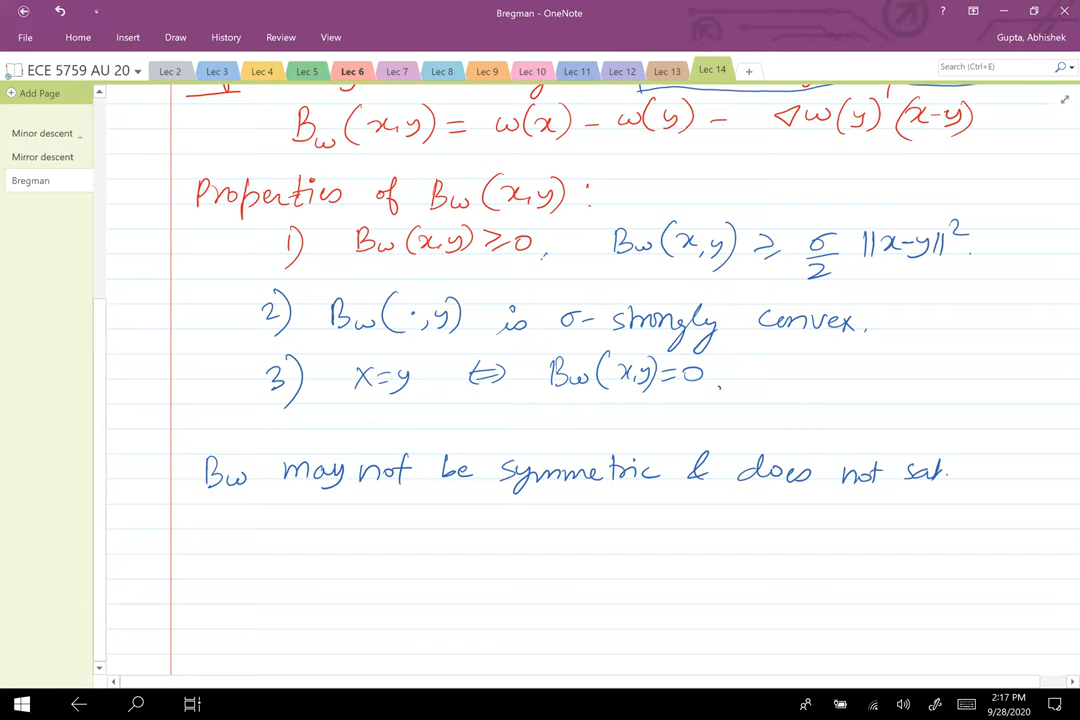 Bregman - OneNote
Gupta, Abhishek
File Home Insert Draw History Review View
ECE 5759 AU 20
Lec 2 Lec 3 Lec 4 Lec 5 Lec 6 Lec 7 Lec 8 Lec 9 Lec 10 Lec 11 Lec 12 Lec 13 Lec 14
Search (Ctrl+E)
Add Page
Minor descent
Mirror descent
Bregman
Bω(x,y) = ω(x) - ω(y) - ∇ω(y)'(x-y)
Properties of Bω(x,y):
1) Bω(x,y) ≥ 0, Bω(x,y) ≥ σ/2 ||x-y||².
2) Bω(·,y) is σ- strongly convex.
3) x=y ⇔ Bω(x,y)=0,
Bω may not be symmetric & does not sat.
2:17 PM
9/28/2020